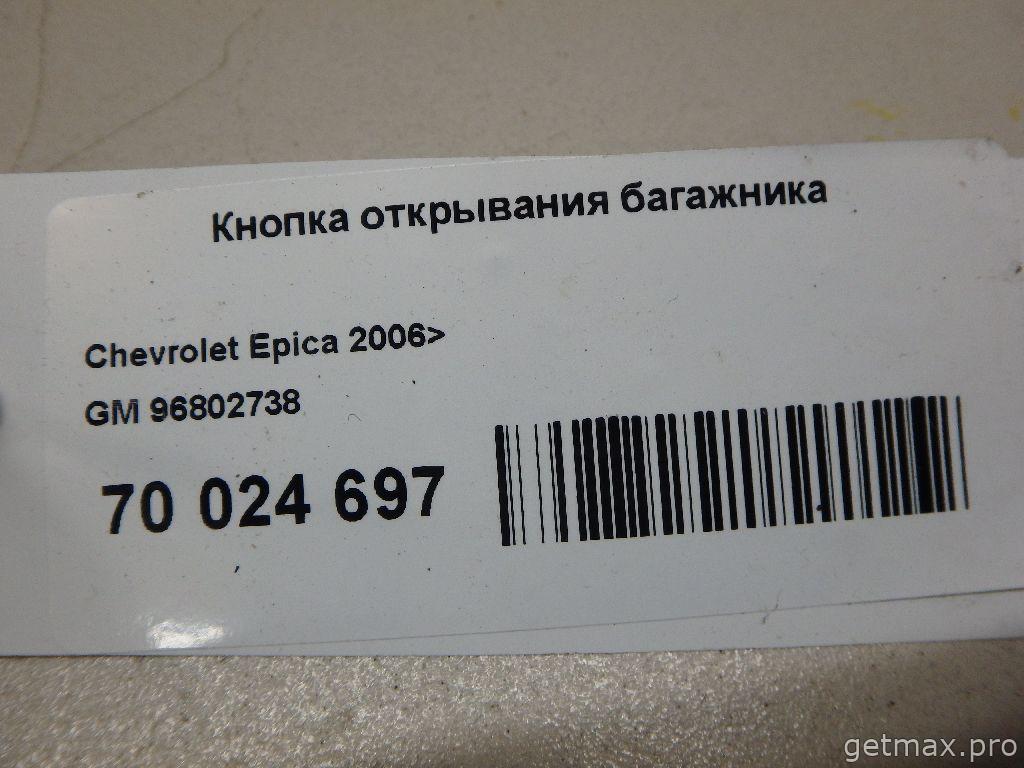 Кнопка открывания багажника
Chevrolet Epica 2006>
GM 96802738
70 024 697
getmax.pro